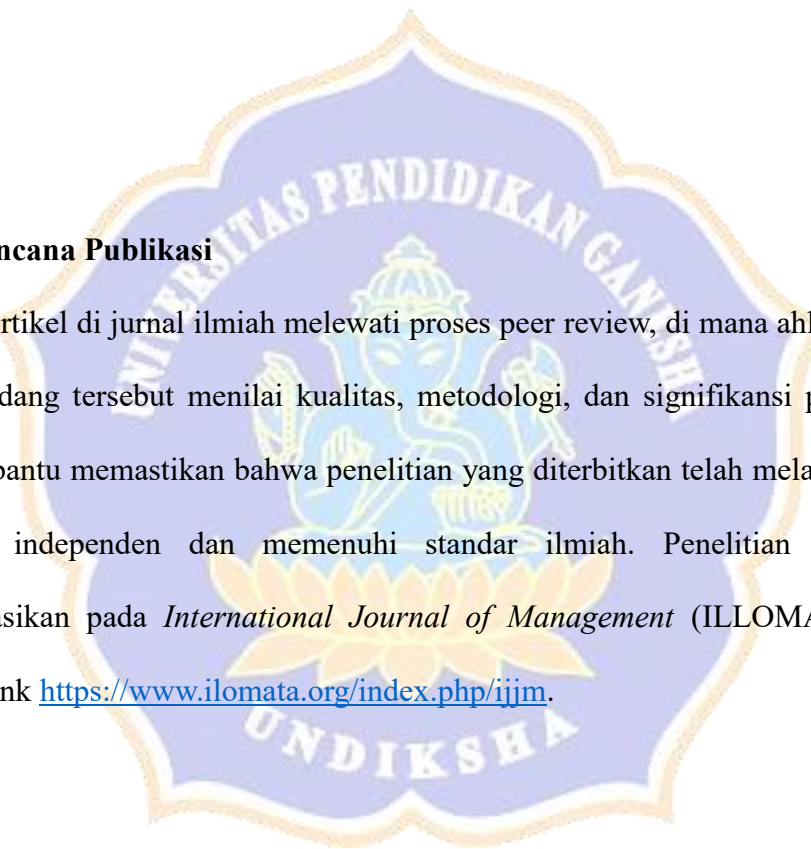 UNIVERSITAS PENDIDIKAN GANESHA
ncana Publikasi
rtikel di jurnal ilmiah melewati proses peer review, di mana ahl
dang tersebut menilai kualitas, metodologi, dan signifikansi p
bantu memastikan bahwa penelitian yang diterbitkan telah mela
independen dan memenuhi standar ilmiah. Penelitian
asikan pada International Journal of Management (ILLOMA
nk https://www.ilomata.org/index.php/ijjm.
UNDIKSHA